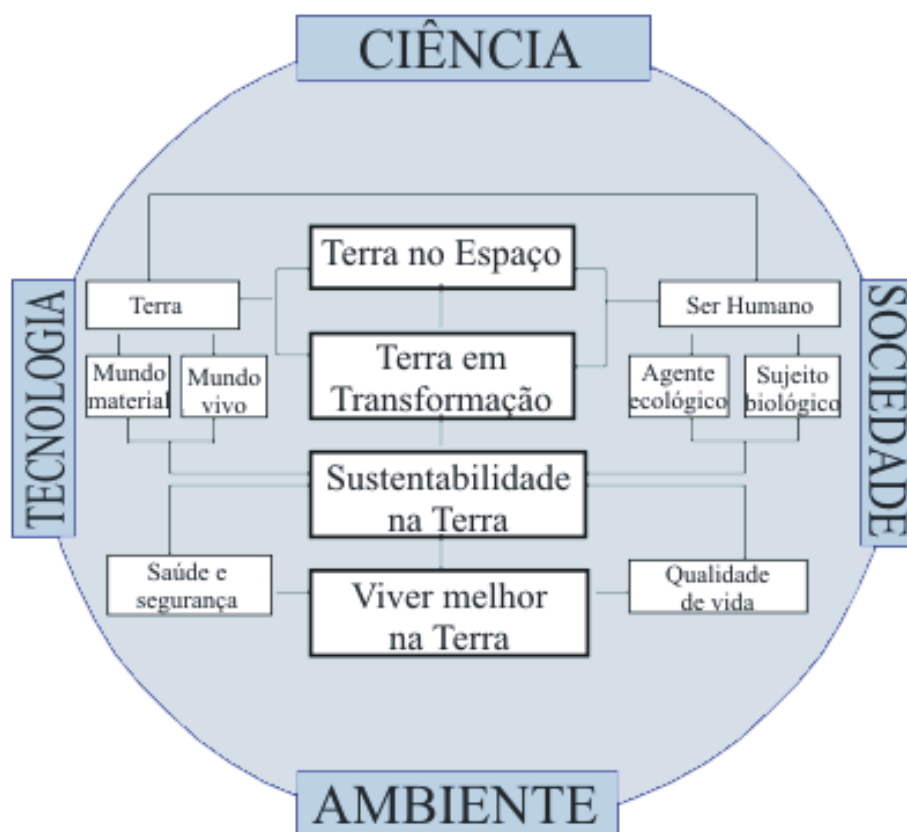 CIÊNCIA
Terra no Espaço
TECNOLOGIA
SOCIEDADE
Terra
Ser Humano
Terra em
Transformação
Mundo
material
Mundo
vivo
Agente
ecológico
Sujeito
biológico
Sustentabilidade
na Terra
Saúde e
segurança
Viver melhor
na Terra
Qualidade
de vida
AMBIENTE